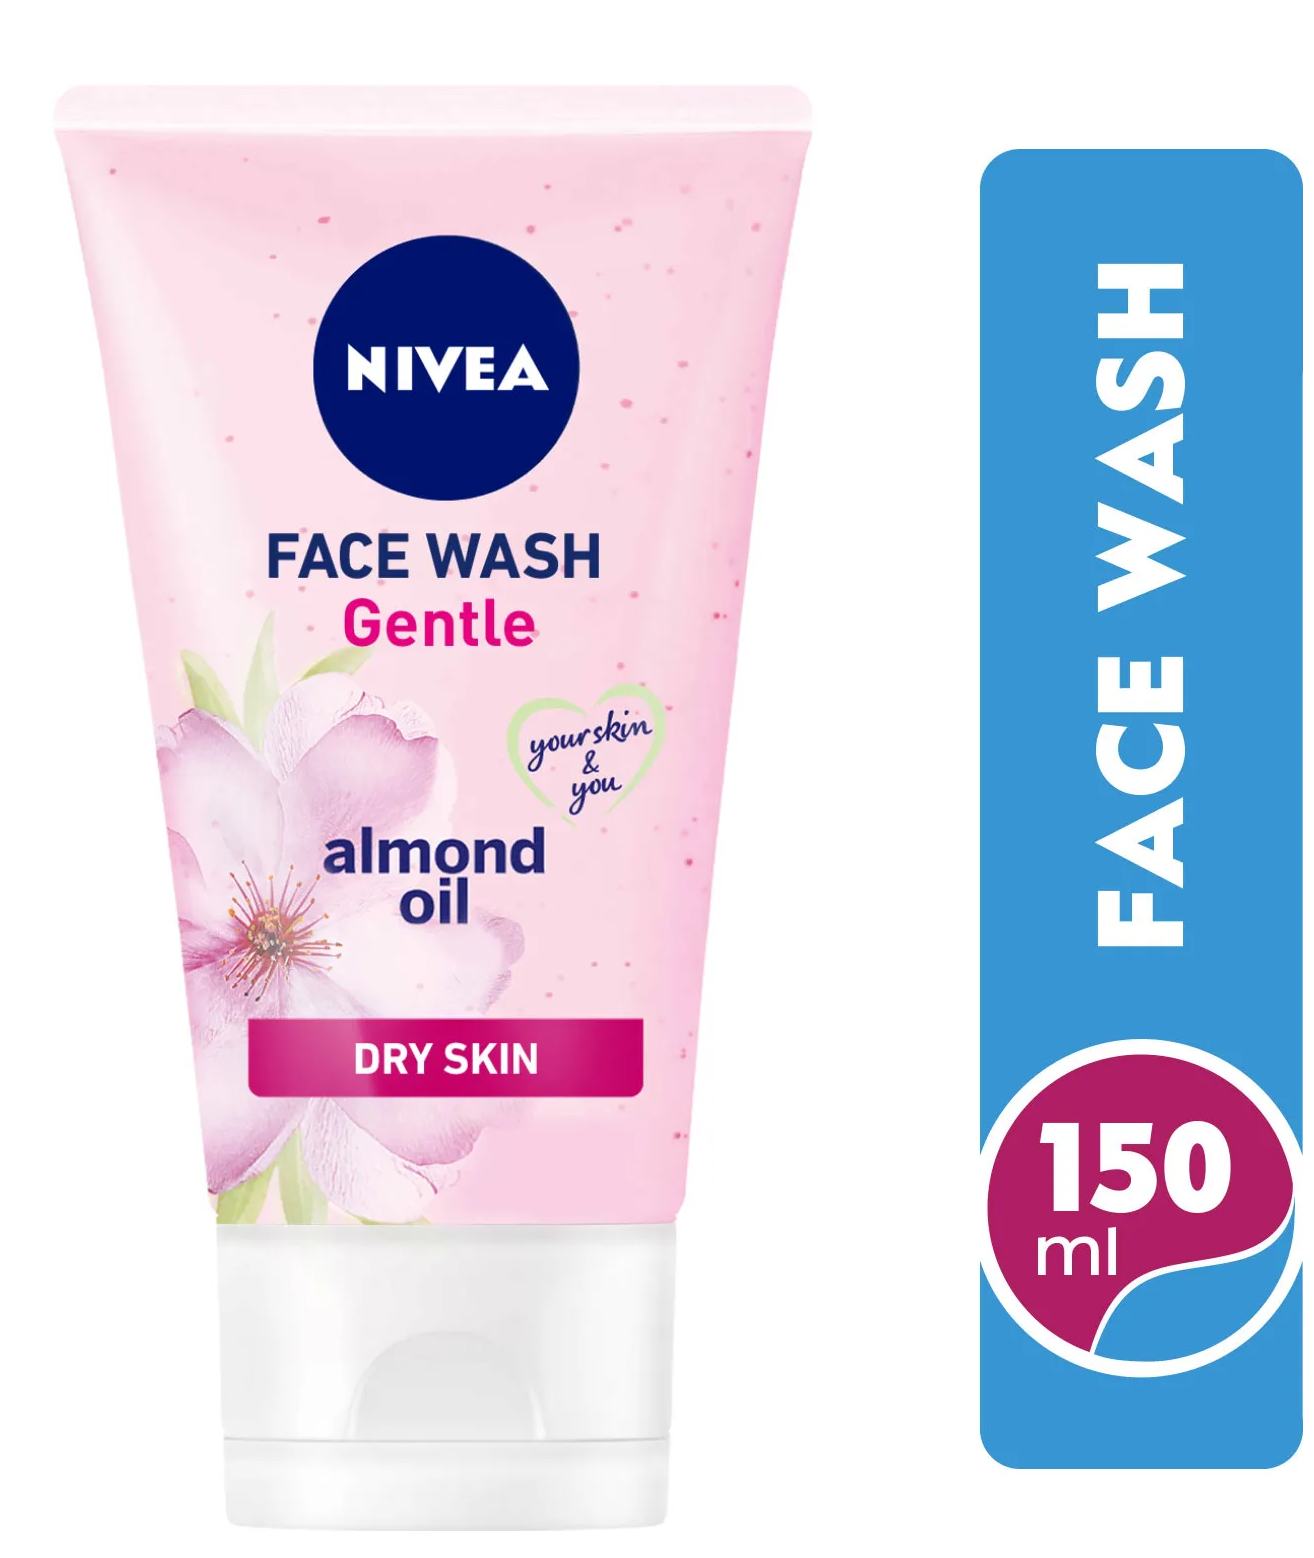 NIVEA
FACE WASH
Gentle
your skin
&
you
almond
oil
DRY SKIN
FACE WASH
150
ml